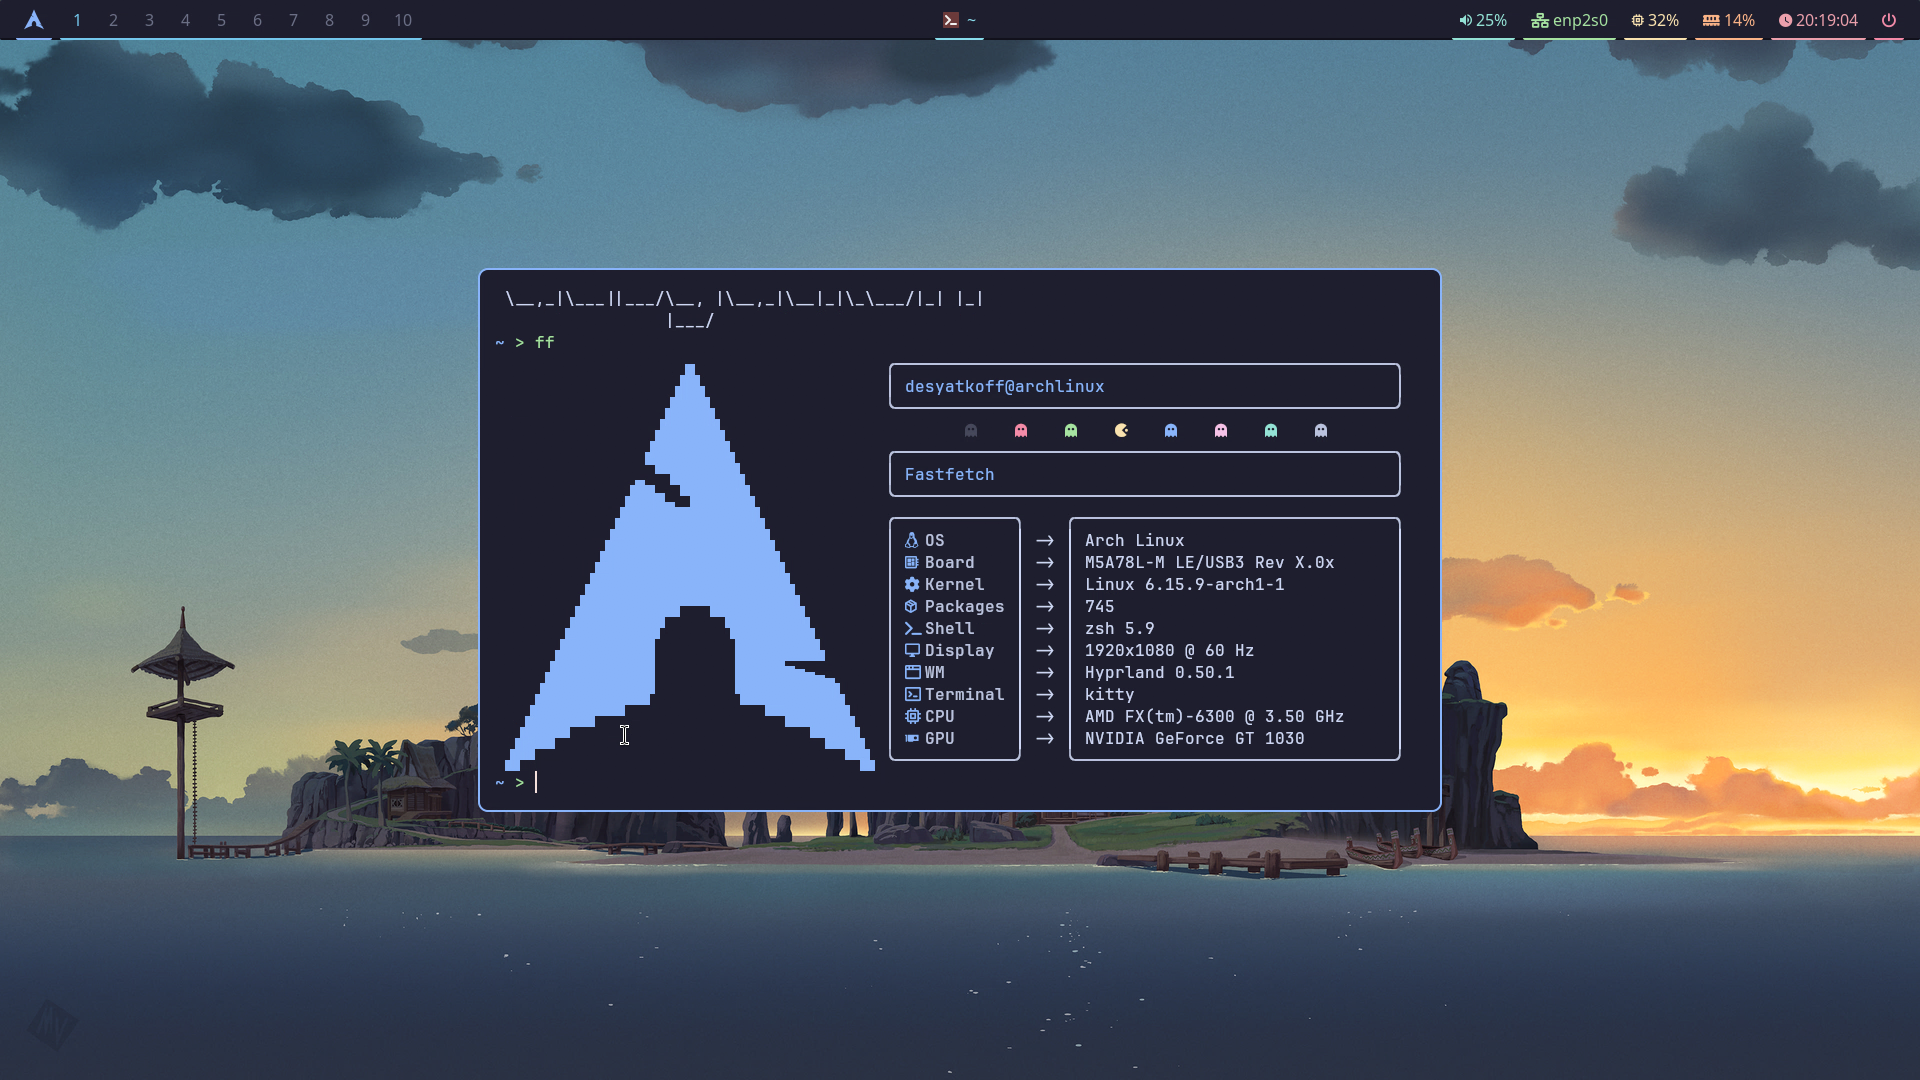 1 2 3 4 5 6 7 8 9 10
~
25% enp2s0 32% 14% 20:19:04
\__,_|\___||___/\__, |\__,_|\__|_|\_\___/|_| |_|
|___/
~ > ff
desyatkoff@archlinux
Fastfetch
OS → Arch Linux
Board → M5A78L-M LE/USB3 Rev X.0x
Kernel → Linux 6.15.9-arch1-1
Packages → 745
Shell → zsh 5.9
Display → 1920x1080 @ 60 Hz
WM → Hyprland 0.50.1
Terminal → kitty
CPU → AMD FX(tm)-6300 @ 3.50 GHz
GPU → NVIDIA GeForce GT 1030
~ >